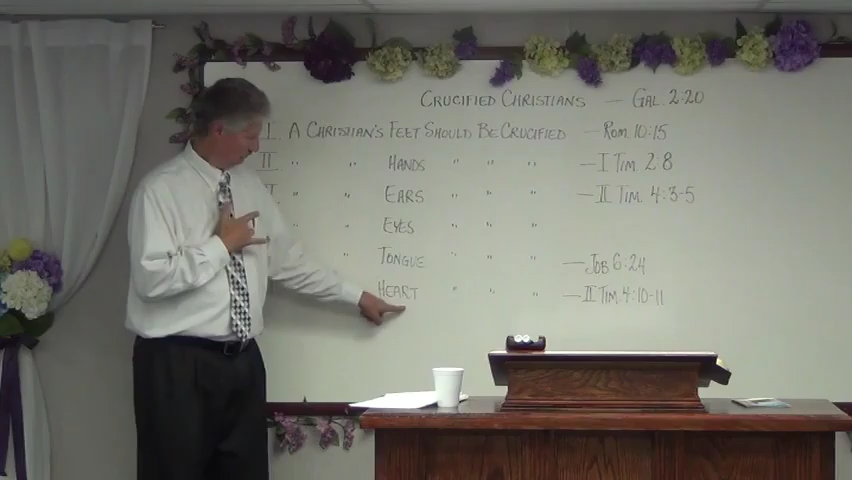 CRUCIFIED CHRISTIANS — GAL. 2:20
I. A CHRISTIAN'S FEET SHOULD BE CRUCIFIED — ROM. 10:15
II " " HANDS " " " — I TIM. 2:8
" " EARS " " " — II TIM. 4:3-5
" " EYES " " "
" TONGUE " " " — JOB 6:24
HEART " " " — II TIM. 4:10-11